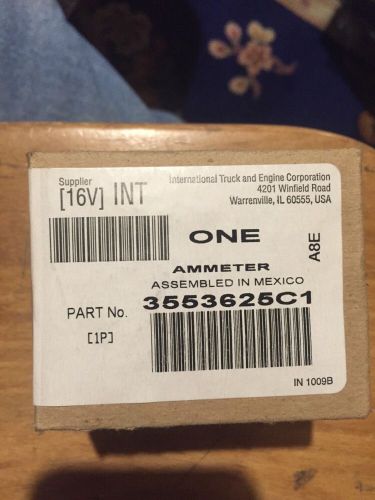 Supplier
[16V] INT
International Truck and Engine Corporation
4201 Winfield Road
Warrenville, IL 60555, USA
ONE
A8E
AMMETER
ASSEMBLED IN MEXICO
PART No. 3553625C1
[1P]
IN 1009B